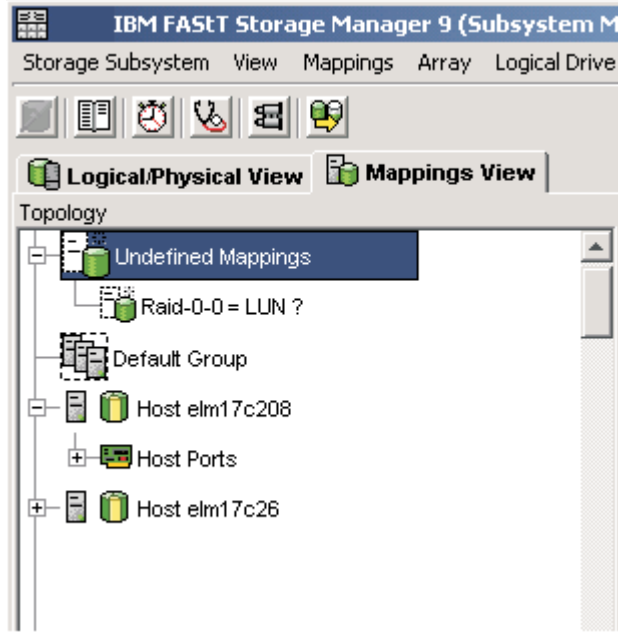 IBM FAStT Storage Manager 9 (Subsystem M
Storage Subsystem View Mappings Array Logical Drive
Logical/Physical View Mappings View
Topology
Undefined Mappings
Raid-0-0 = LUN ?
Default Group
Host elm17c208
Host Ports
Host elm17c26